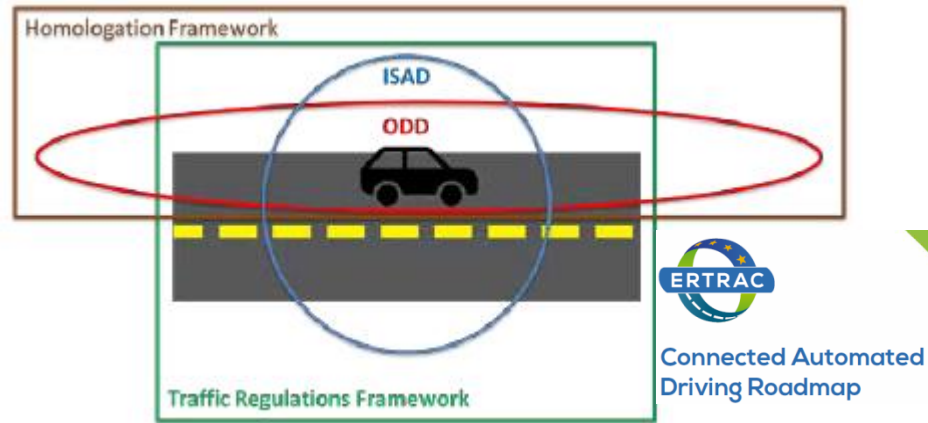 Homologation Framework
ISAD
ODD
ERTRAC
Connected Automated
Driving Roadmap
Traffic Regulations Framework